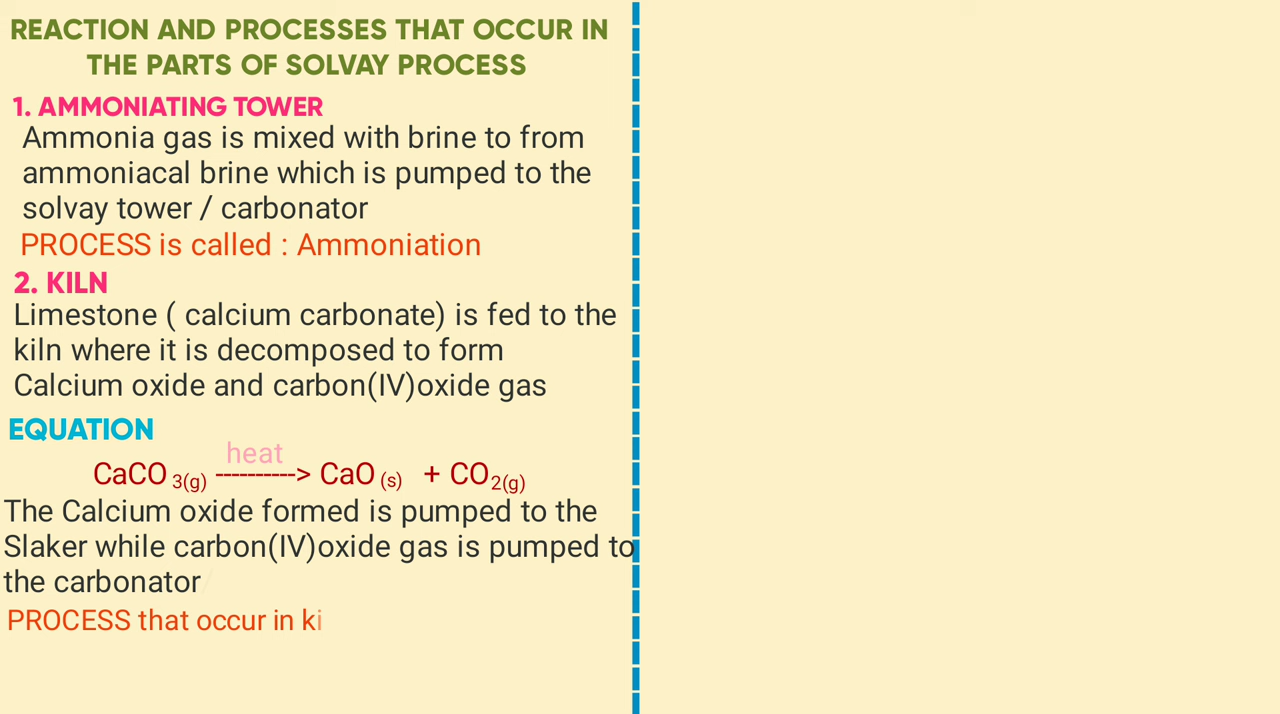 REACTION AND PROCESSES THAT OCCUR IN
THE PARTS OF SOLVAY PROCESS
1. AMMONIATING TOWER
Ammonia gas is mixed with brine to from
ammoniacal brine which is pumped to the
solvay tower / carbonator
PROCESS is called : Ammoniation
2. KILN
Limestone ( calcium carbonate) is fed to the
kiln where it is decomposed to form
Calcium oxide and carbon(IV)oxide gas
EQUATION
heat
CaCO 3(g) ----------> CaO (s) + CO2(g)
The Calcium oxide formed is pumped to the
Slaker while carbon(IV)oxide gas is pumped to
the carbonator
PROCESS that occur in ki